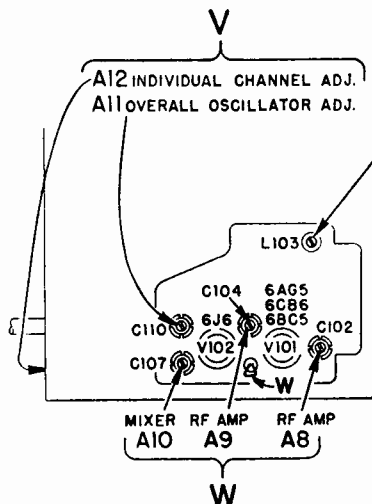 V
A12 INDIVIDUAL CHANNEL ADJ.
A11 OVERALL OSCILLATOR ADJ.
L103
C104
6AG5
6CB6
6BC5
C110
6J6
C102
V102
V101
C107
W
MIXER RF AMP RF AMP
A10 A9 A8
W